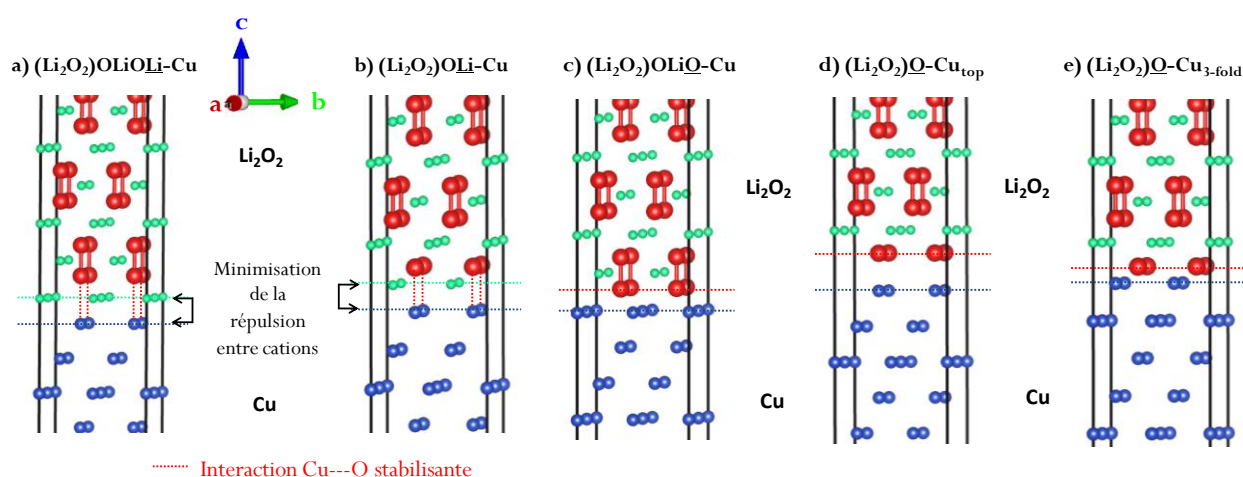 a) (Li₂O₂)OLiOLi-Cu
b) (Li₂O₂)OLi-Cu
c) (Li₂O₂)OLiO-Cu
d) (Li₂O₂)O-Cutop
e) (Li₂O₂)O-Cu3-fold
c
a
b
Li₂O₂
Li₂O₂
Li₂O₂
Minimisation
de la
répulsion
entre cations
Cu
Cu
Cu
Interaction Cu---O stabilisante